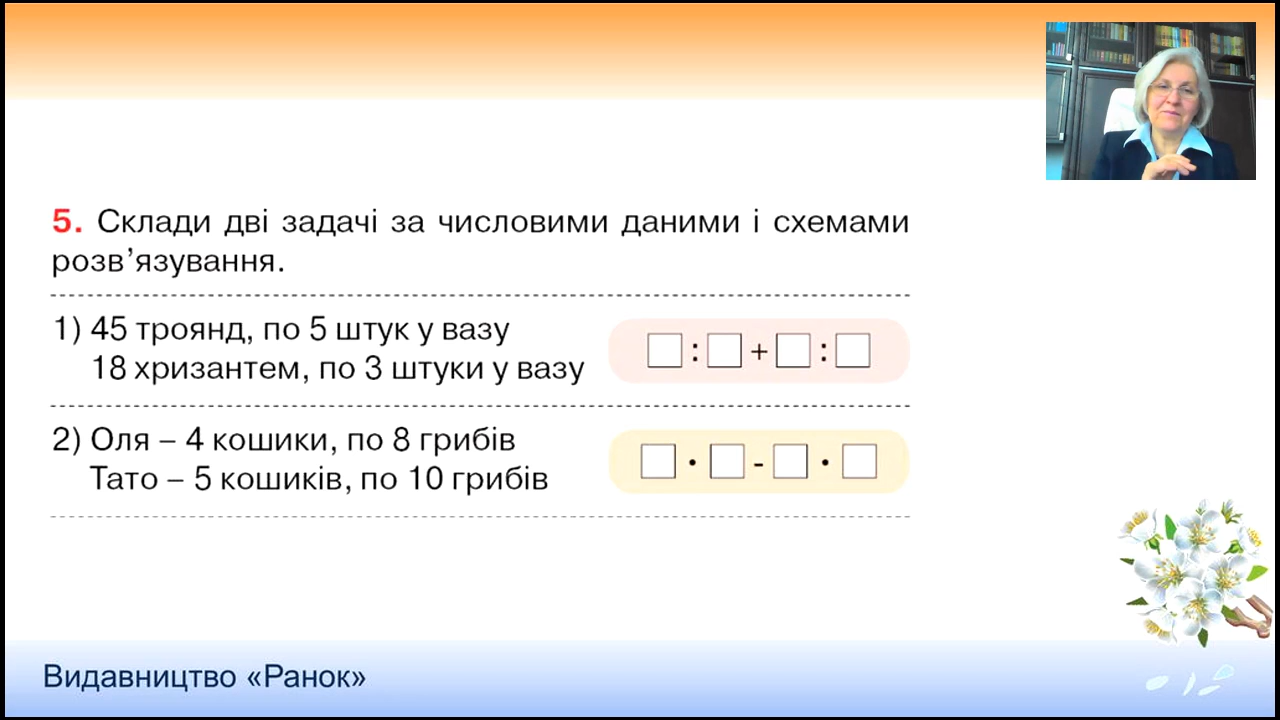 5. Склади дві задачі за числовими даними і схемами
розв’язування.
1) 45 троянд, по 5 штук у вазу
18 хризантем, по 3 штуки у вазу
□ : □ + □ : □
2) Оля – 4 кошики, по 8 грибів
Тато – 5 кошиків, по 10 грибів
□ · □ - □ · □
Видавництво «Ранок»